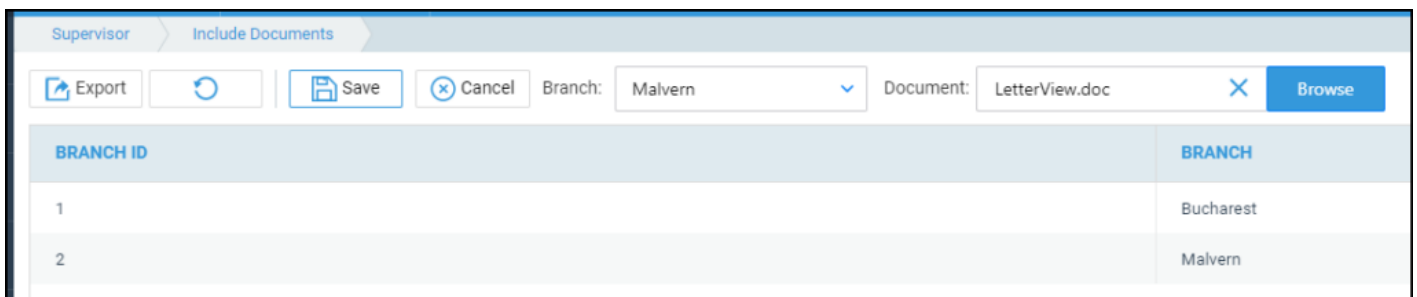 Supervisor Include Documents
Export Save Cancel Branch: Malvern Document: LetterView.doc Browse
BRANCH ID BRANCH
1 Bucharest
2 Malvern